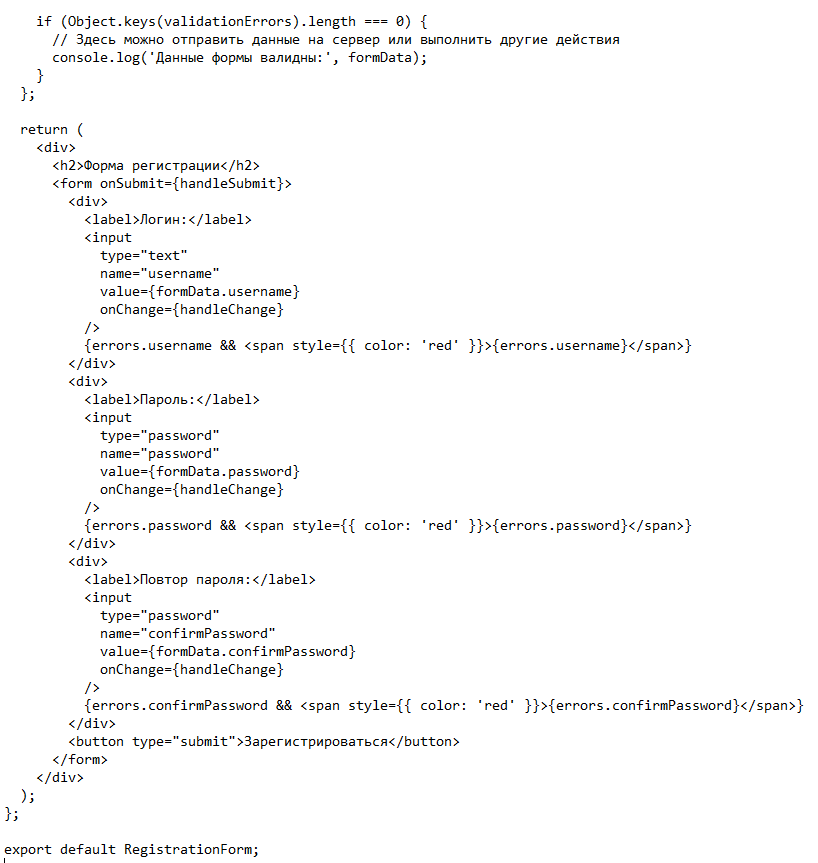 if (Object.keys(validationErrors).length === 0) {
// Здесь можно отправить данные на сервер или выполнить другие действия
console.log('Данные формы валидны:', formData);
}
};
return (
<div>
<h2>Форма регистрации</h2>
<form onSubmit={handleSubmit}>
<div>
<label>Логин:</label>
<input
type="text"
name="username"
value={formData.username}
onChange={handleChange}
/>
{errors.username && <span style={{ color: 'red' }}>{errors.username}</span>}
</div>
<div>
<label>Пароль:</label>
<input
type="password"
name="password"
value={formData.password}
onChange={handleChange}
/>
{errors.password && <span style={{ color: 'red' }}>{errors.password}</span>}
</div>
<div>
<label>Повтор пароля:</label>
<input
type="password"
name="confirmPassword"
value={formData.confirmPassword}
onChange={handleChange}
/>
{errors.confirmPassword && <span style={{ color: 'red' }}>{errors.confirmPassword}</span>}
</div>
<button type="submit">Зарегистрироваться</button>
</form>
</div>
);
};
export default RegistrationForm;